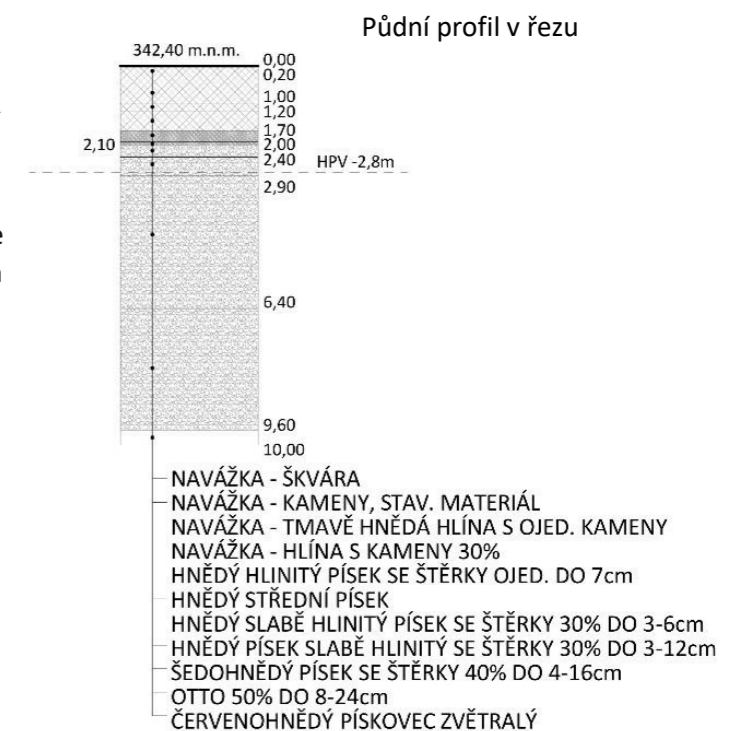 Půdní profil v řezu
342,40 m.n.m.
0,00
0,20
1,00
1,20
1,70
2,10
2,00
2,40
HPV -2,8m
2,90
6,40
9,60
10,00
NAVÁŽKA - ŠKVÁRA
NAVÁŽKA - KAMENY, STAV. MATERIÁL
NAVÁŽKA - TMAVĚ HNĚDÁ HLÍNA S OJED. KAMENY
NAVÁŽKA - HLÍNA S KAMENY 30%
HNĚDÝ HLINITÝ PÍSEK SE ŠTĚRKY OJED. DO 7cm
HNĚDÝ STŘEDNÍ PÍSEK
HNĚDÝ SLABĚ HLINITÝ PÍSEK SE ŠTĚRKY 30% DO 3-6cm
HNĚDÝ PÍSEK SLABĚ HLINITÝ SE ŠTĚRKY 30% DO 3-12cm
ŠEDOHNĚDÝ PÍSEK SE ŠTĚRKY 40% DO 4-16cm
OTTO 50% DO 8-24cm
ČERVENOHNĚDÝ PÍSKOVEC ZVĚTRALÝ